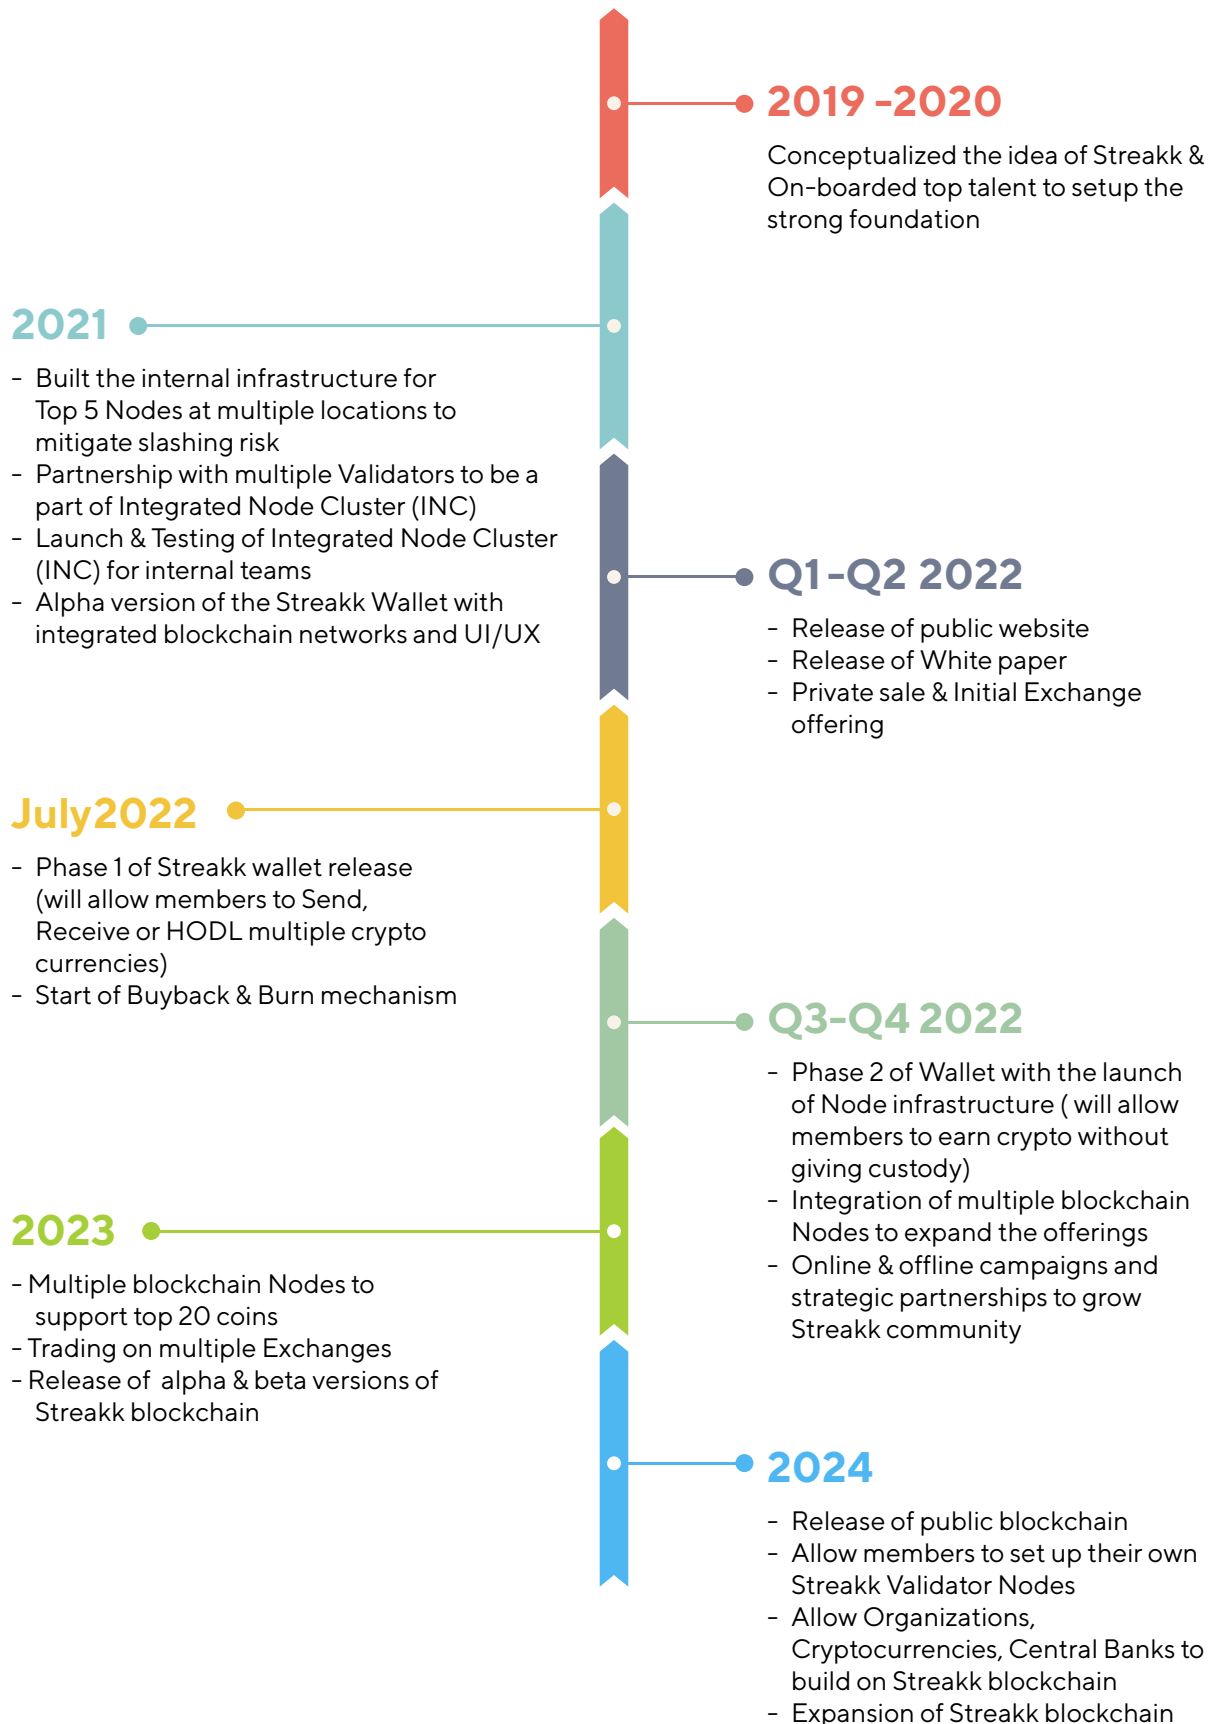 2019 -2020
Conceptualized the idea of Streakk &
On-boarded top talent to setup the
strong foundation
2021
- Built the internal infrastructure for
Top 5 Nodes at multiple locations to
mitigate slashing risk
- Partnership with multiple Validators to be a
part of Integrated Node Cluster (INC)
- Launch & Testing of Integrated Node Cluster
(INC) for internal teams
- Alpha version of the Streakk Wallet with
integrated blockchain networks and UI/UX
Q1-Q2 2022
- Release of public website
- Release of White paper
- Private sale & Initial Exchange
offering
July2022
- Phase 1 of Streakk wallet release
(will allow members to Send,
Receive or HODL multiple crypto
currencies)
- Start of Buyback & Burn mechanism
Q3-Q4 2022
- Phase 2 of Wallet with the launch
of Node infrastructure ( will allow
members to earn crypto without
giving custody)
- Integration of multiple blockchain
Nodes to expand the offerings
- Online & offline campaigns and
strategic partnerships to grow
Streakk community
2023
- Multiple blockchain Nodes to
support top 20 coins
- Trading on multiple Exchanges
- Release of alpha & beta versions of
Streakk blockchain
2024
- Release of public blockchain
- Allow members to set up their own
Streakk Validator Nodes
- Allow Organizations,
Cryptocurrencies, Central Banks to
build on Streakk blockchain
- Expansion of Streakk blockchain